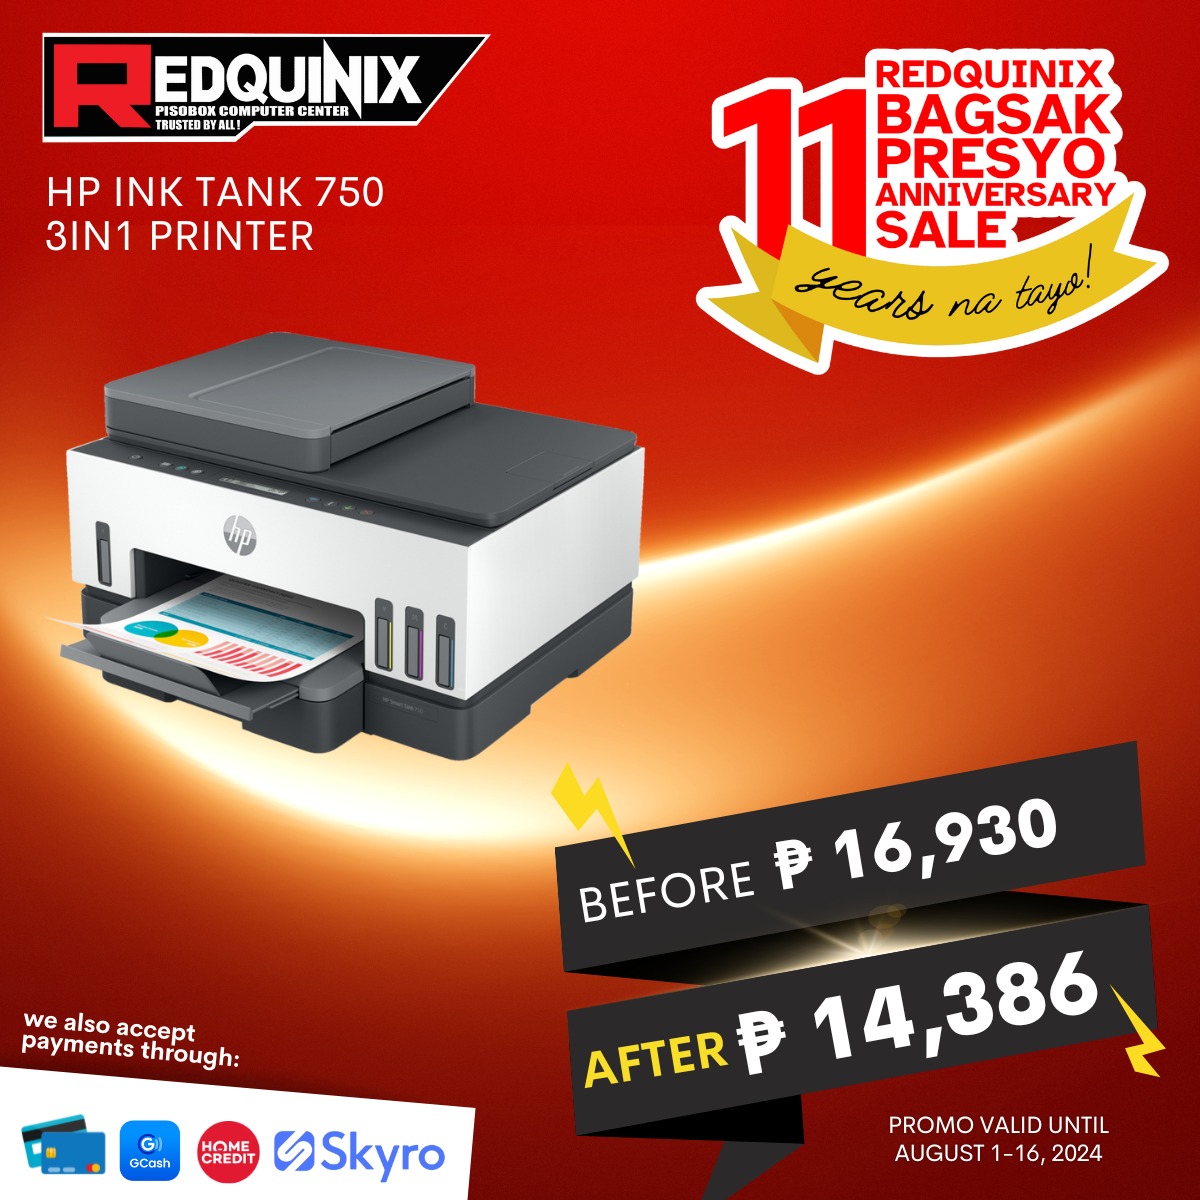 REDQUINIX
PISOBOX COMPUTER CENTER
TRUSTED BY ALL!
HP INK TANK 750
3IN1 PRINTER
11
REDQUINIX
BAGSAK
PRESYO
ANNIVERSARY
SALE
years na tayo!
hp
BEFORE ₱ 16,930
AFTER ₱ 14,386
we also accept
payments through:
G
GCash
HOME
CREDIT
Skyro
PROMO VALID UNTIL
AUGUST 1-16, 2024